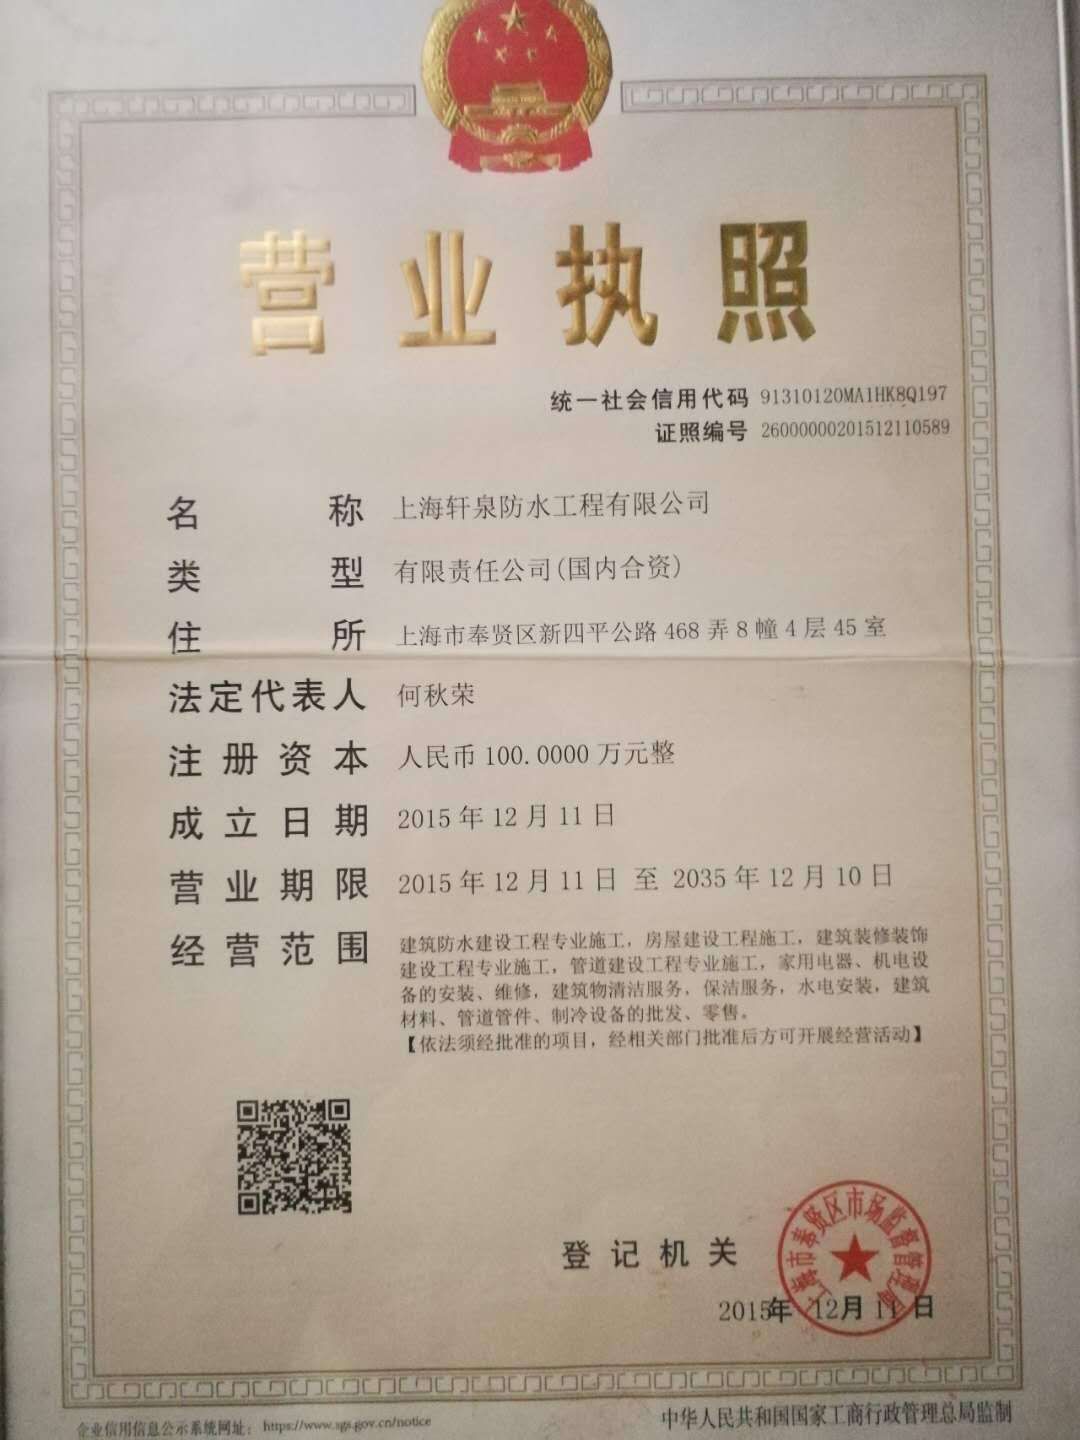 营业执照
统一社会信用代码 91310120MA1HK8Q197
证照编号 26000000201512110589
名称 上海轩泉防水工程有限公司
类型 有限责任公司(国内合资)
住所 上海市奉贤区新四平公路468弄8幢4层45室
法定代表人 何秋荣
注册资本 人民币100.0000万元整
成立日期 2015年12月11日
营业期限 2015年12月11日 至 2035年12月10日
经营范围 建筑防水建设工程专业施工，房屋建设工程施工，建筑装修装饰
建设工程专业施工，管道建设工程专业施工，家用电器、机电设
备的安装、维修，建筑物清洁服务，保洁服务，水电安装，建筑
材料、管道管件、制冷设备的批发、零售。
【依法须经批准的项目，经相关部门批准后方可开展经营活动】
上海市奉贤区市场监督管理局
登记机关
2015年 12月 11日
企业信用信息公示系统网址： https://www.sgs.gov.cn/notice
中华人民共和国国家工商行政管理总局监制